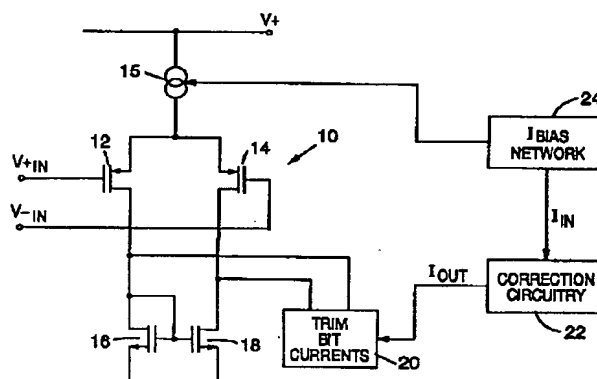 V+
15
24
I BIAS
NETWORK
12
14
10
V+IN
V-IN
IIN
IOUT
CORRECTION
CIRCUITRY
22
TRIM
BIT
CURRENTS
20
16
18